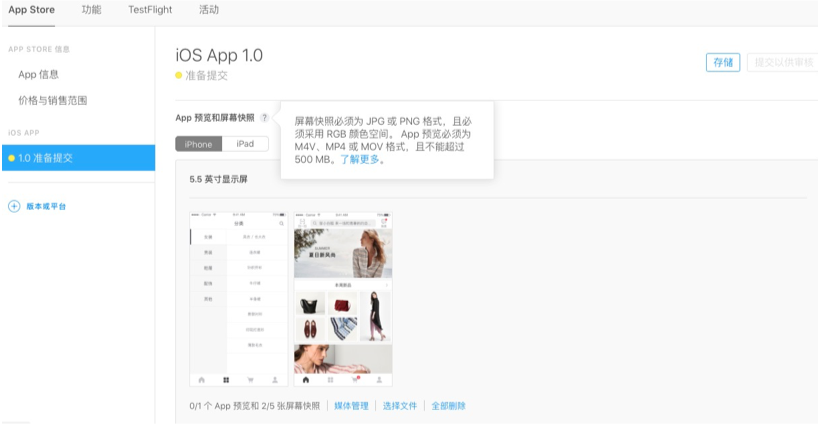 App Store 功能 TestFlight 活动
APP STORE 信息
App 信息
价格与销售范围
iOS APP
1.0 准备提交
版本或平台
iOS App 1.0
准备提交
存储 提交以供审核
App 预览和屏幕快照 ?
屏幕快照必须为 JPG 或 PNG 格式，且必
须采用 RGB 颜色空间。 App 预览必须为
M4V、MP4 或 MOV 格式，且不能超过
500 MB。了解更多。
iPhone iPad
5.5 英寸显示屏
分类
夏日新风尚
0/1 个 App 预览和 2/5 张屏幕快照 媒体管理 选择文件 全部删除